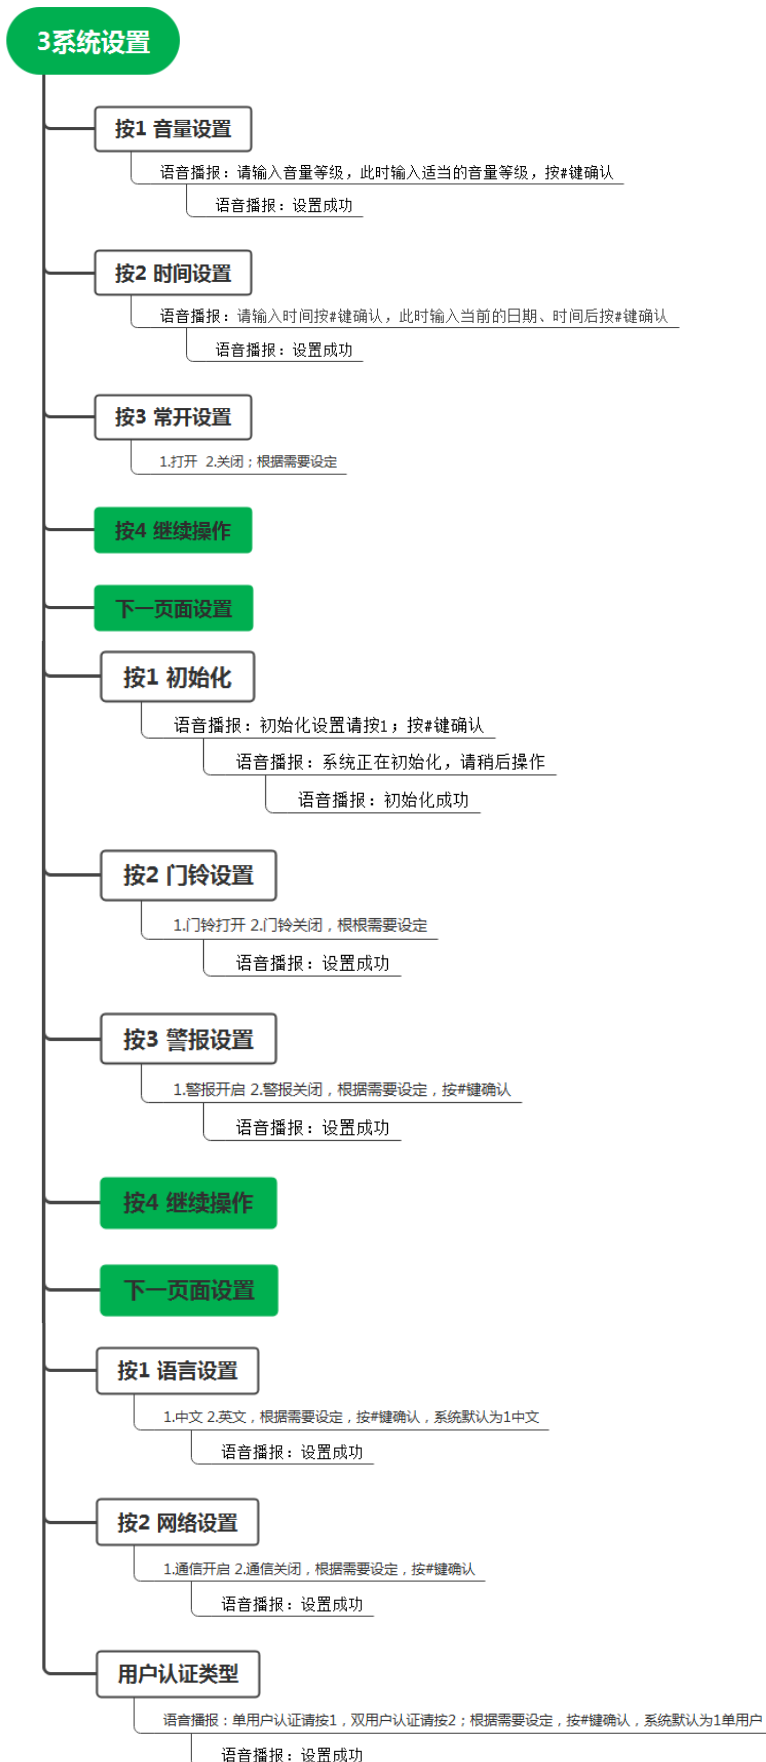 3系统设置
按1 音量设置
语音播报：请输入音量等级，此时输入适当的音量等级，按#键确认
语音播报：设置成功
按2 时间设置
语音播报：请输入时间按#键确认，此时输入当前的日期、时间后按#键确认
语音播报：设置成功
按3 常开设置
1.打开 2.关闭；根据需要设定
按4 继续操作
下一页面设置
按1 初始化
语音播报：初始化设置请按1；按#键确认
语音播报：系统正在初始化，请稍后操作
语音播报：初始化成功
按2 门铃设置
1.门铃打开 2.门铃关闭，根根需要设定
语音播报：设置成功
按3 警报设置
1.警报开启 2.警报关闭，根据需要设定，按#键确认
语音播报：设置成功
按4 继续操作
下一页面设置
按1 语言设置
1.中文 2.英文，根据需要设定，按#键确认，系统默认为1中文
语音播报：设置成功
按2 网络设置
1.通信开启 2.通信关闭，根据需要设定，按#键确认
语音播报：设置成功
用户认证类型
语音播报：单用户认证请按1，双用户认证请按2；根据需要设定，按#键确认，系统默认为1单用户
语音播报：设置成功